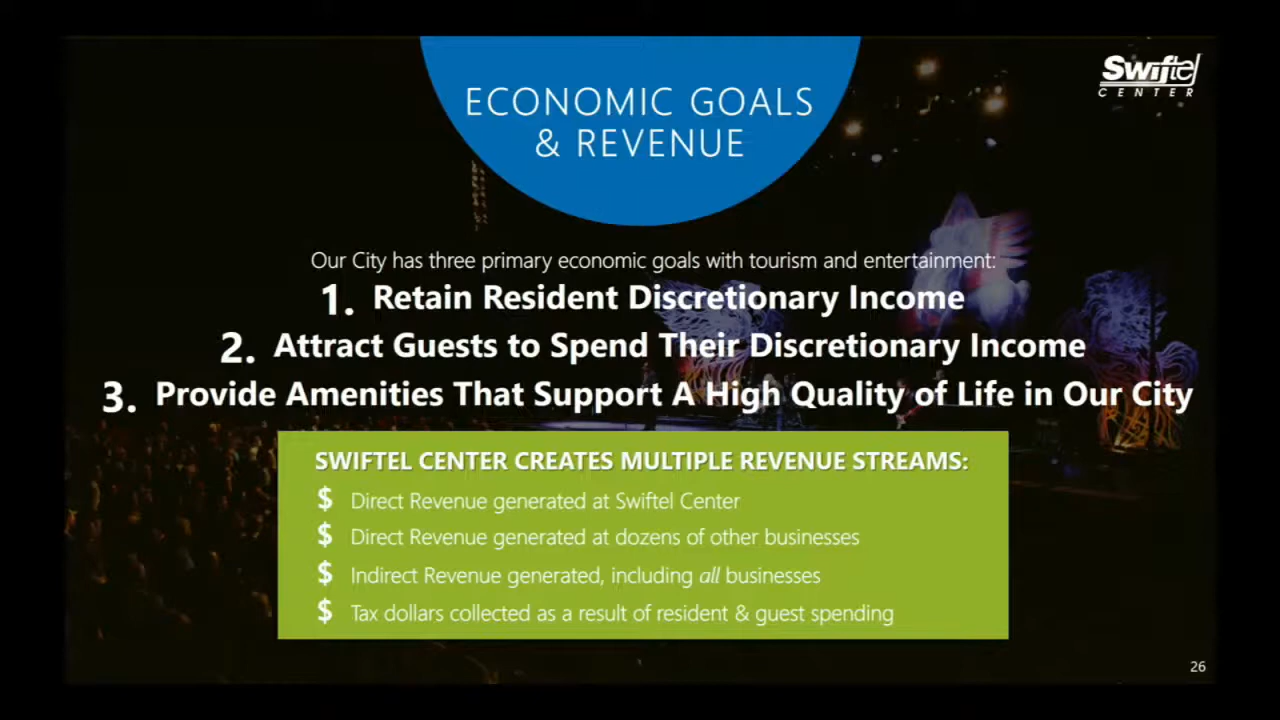 ECONOMIC GOALS
& REVENUE
Swiftel
CENTER
Our City has three primary economic goals with tourism and entertainment:
1. Retain Resident Discretionary Income
2. Attract Guests to Spend Their Discretionary Income
3. Provide Amenities That Support A High Quality of Life in Our City
SWIFTEL CENTER CREATES MULTIPLE REVENUE STREAMS:
$ Direct Revenue generated at Swiftel Center
$ Direct Revenue generated at dozens of other businesses
$ Indirect Revenue generated, including all businesses
$ Tax dollars collected as a result of resident & guest spending
26